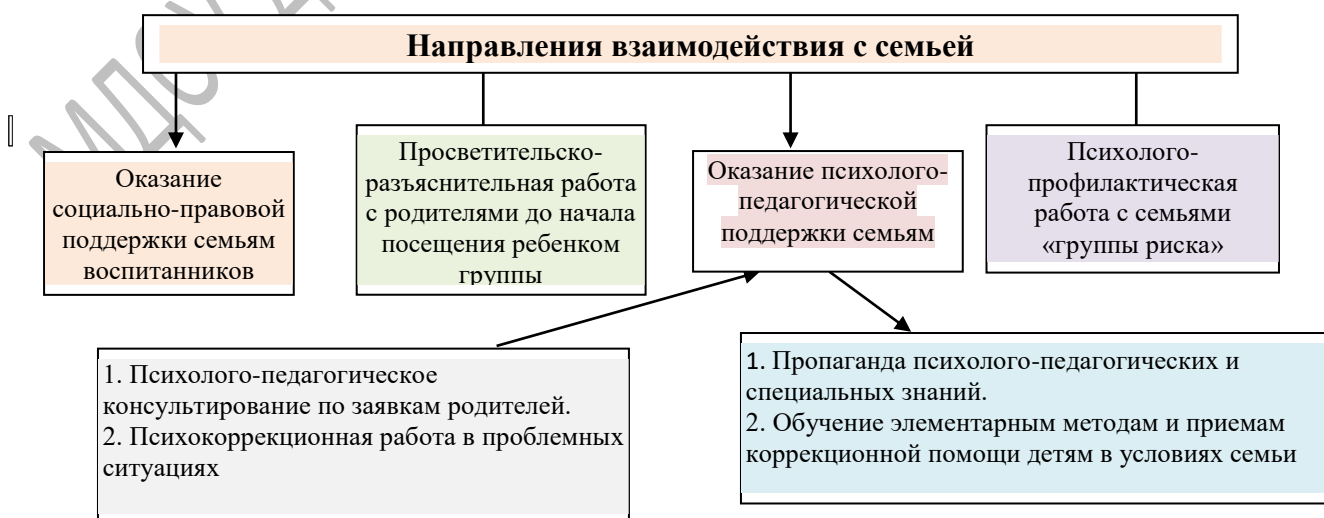 МДОУ Д
Направления взаимодействия с семьей
Оказание
социально-правовой
поддержки семьям
воспитанников
Просветительско-
разъяснительная работа
с родителями до начала
посещения ребенком
группы
Оказание психолого-
педагогической
поддержки семьям
Психолого-
профилактическая
работа с семьями
«группы риска»
1. Психолого-педагогическое
консультирование по заявкам родителей.
2. Психокоррекционная работа в проблемных
ситуациях
1. Пропаганда психолого-педагогических и
специальных знаний.
2. Обучение элементарным методам и приемам
коррекционной помощи детям в условиях семьи